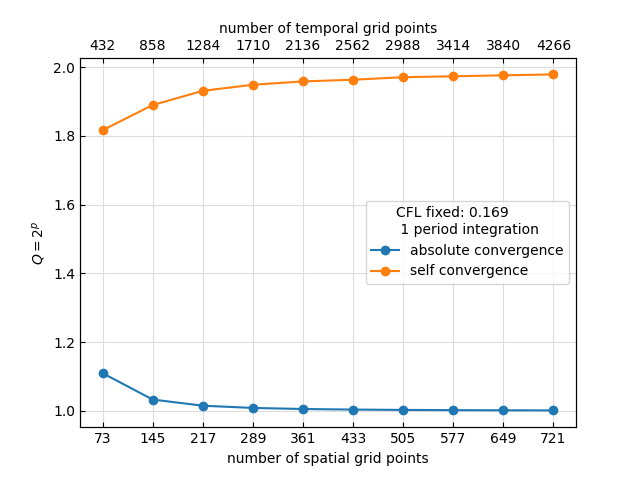 number of temporal grid points
432 858 1284 1710 2136 2562 2988 3414 3840 4266
2.0
1.8
1.6
1.4
1.2
1.0
Q = 2^p
CFL fixed: 0.169
1 period integration
absolute convergence
self convergence
73 145 217 289 361 433 505 577 649 721
number of spatial grid points